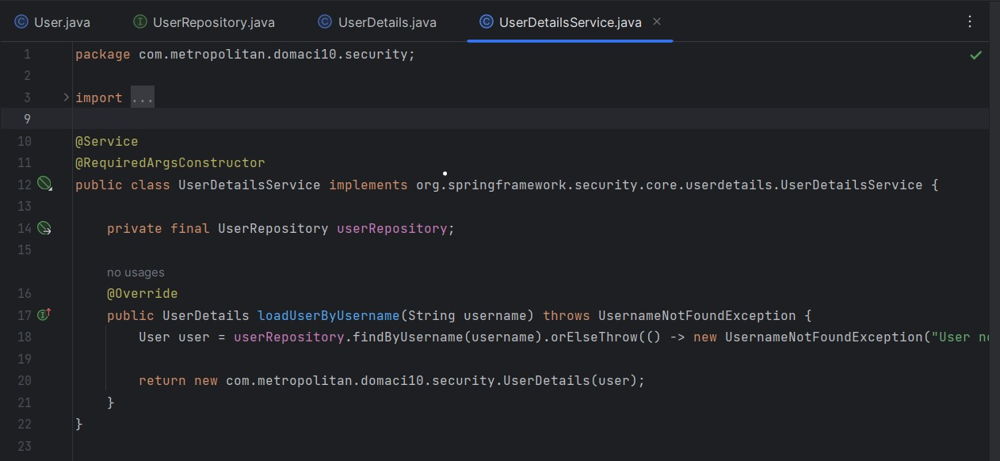 User.java UserRepository.java UserDetails.java UserDetailsService.java
1 package com.metropolitan.domaci10.security;
2
3 import ...
9
10 @Service
11 @RequiredArgsConstructor
12 public class UserDetailsService implements org.springframework.security.core.userdetails.UserDetailsService {
13
14 private final UserRepository userRepository;
15
no usages
16 @Override
17 public UserDetails loadUserByUsername(String username) throws UsernameNotFoundException {
18 User user = userRepository.findByUsername(username).orElseThrow(() -> new UsernameNotFoundException("User
19
20 return new com.metropolitan.domaci10.security.UserDetails(user);
21 }
22 }
23